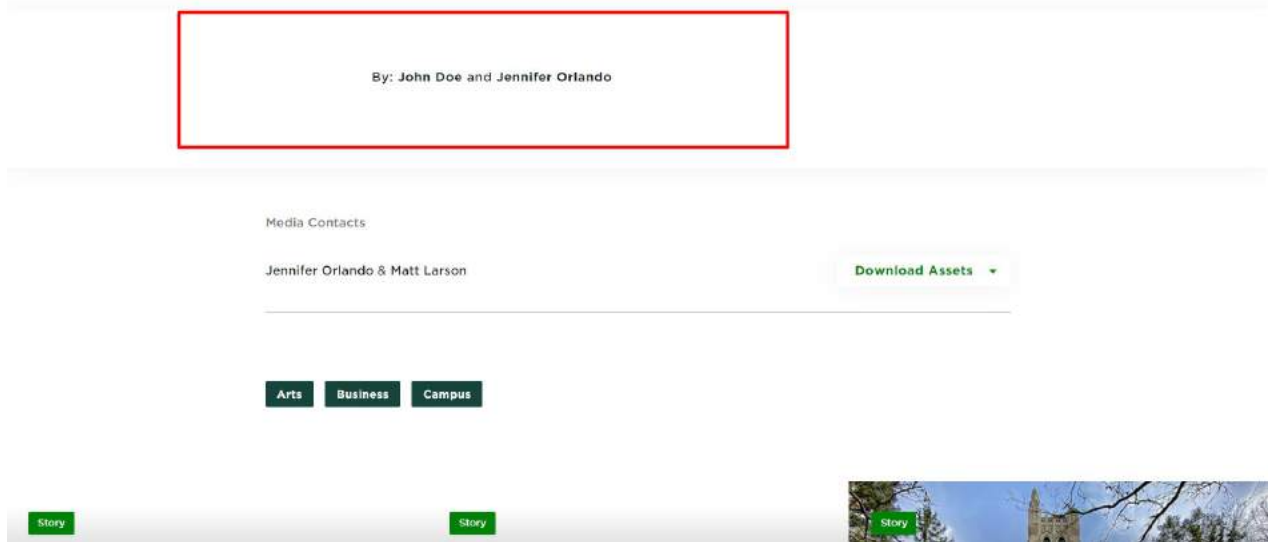 By: John Doe and Jennifer Orlando
Media Contacts
Jennifer Orlando & Matt Larson
Download Assets
Arts
Business
Campus
Story
Story
Story